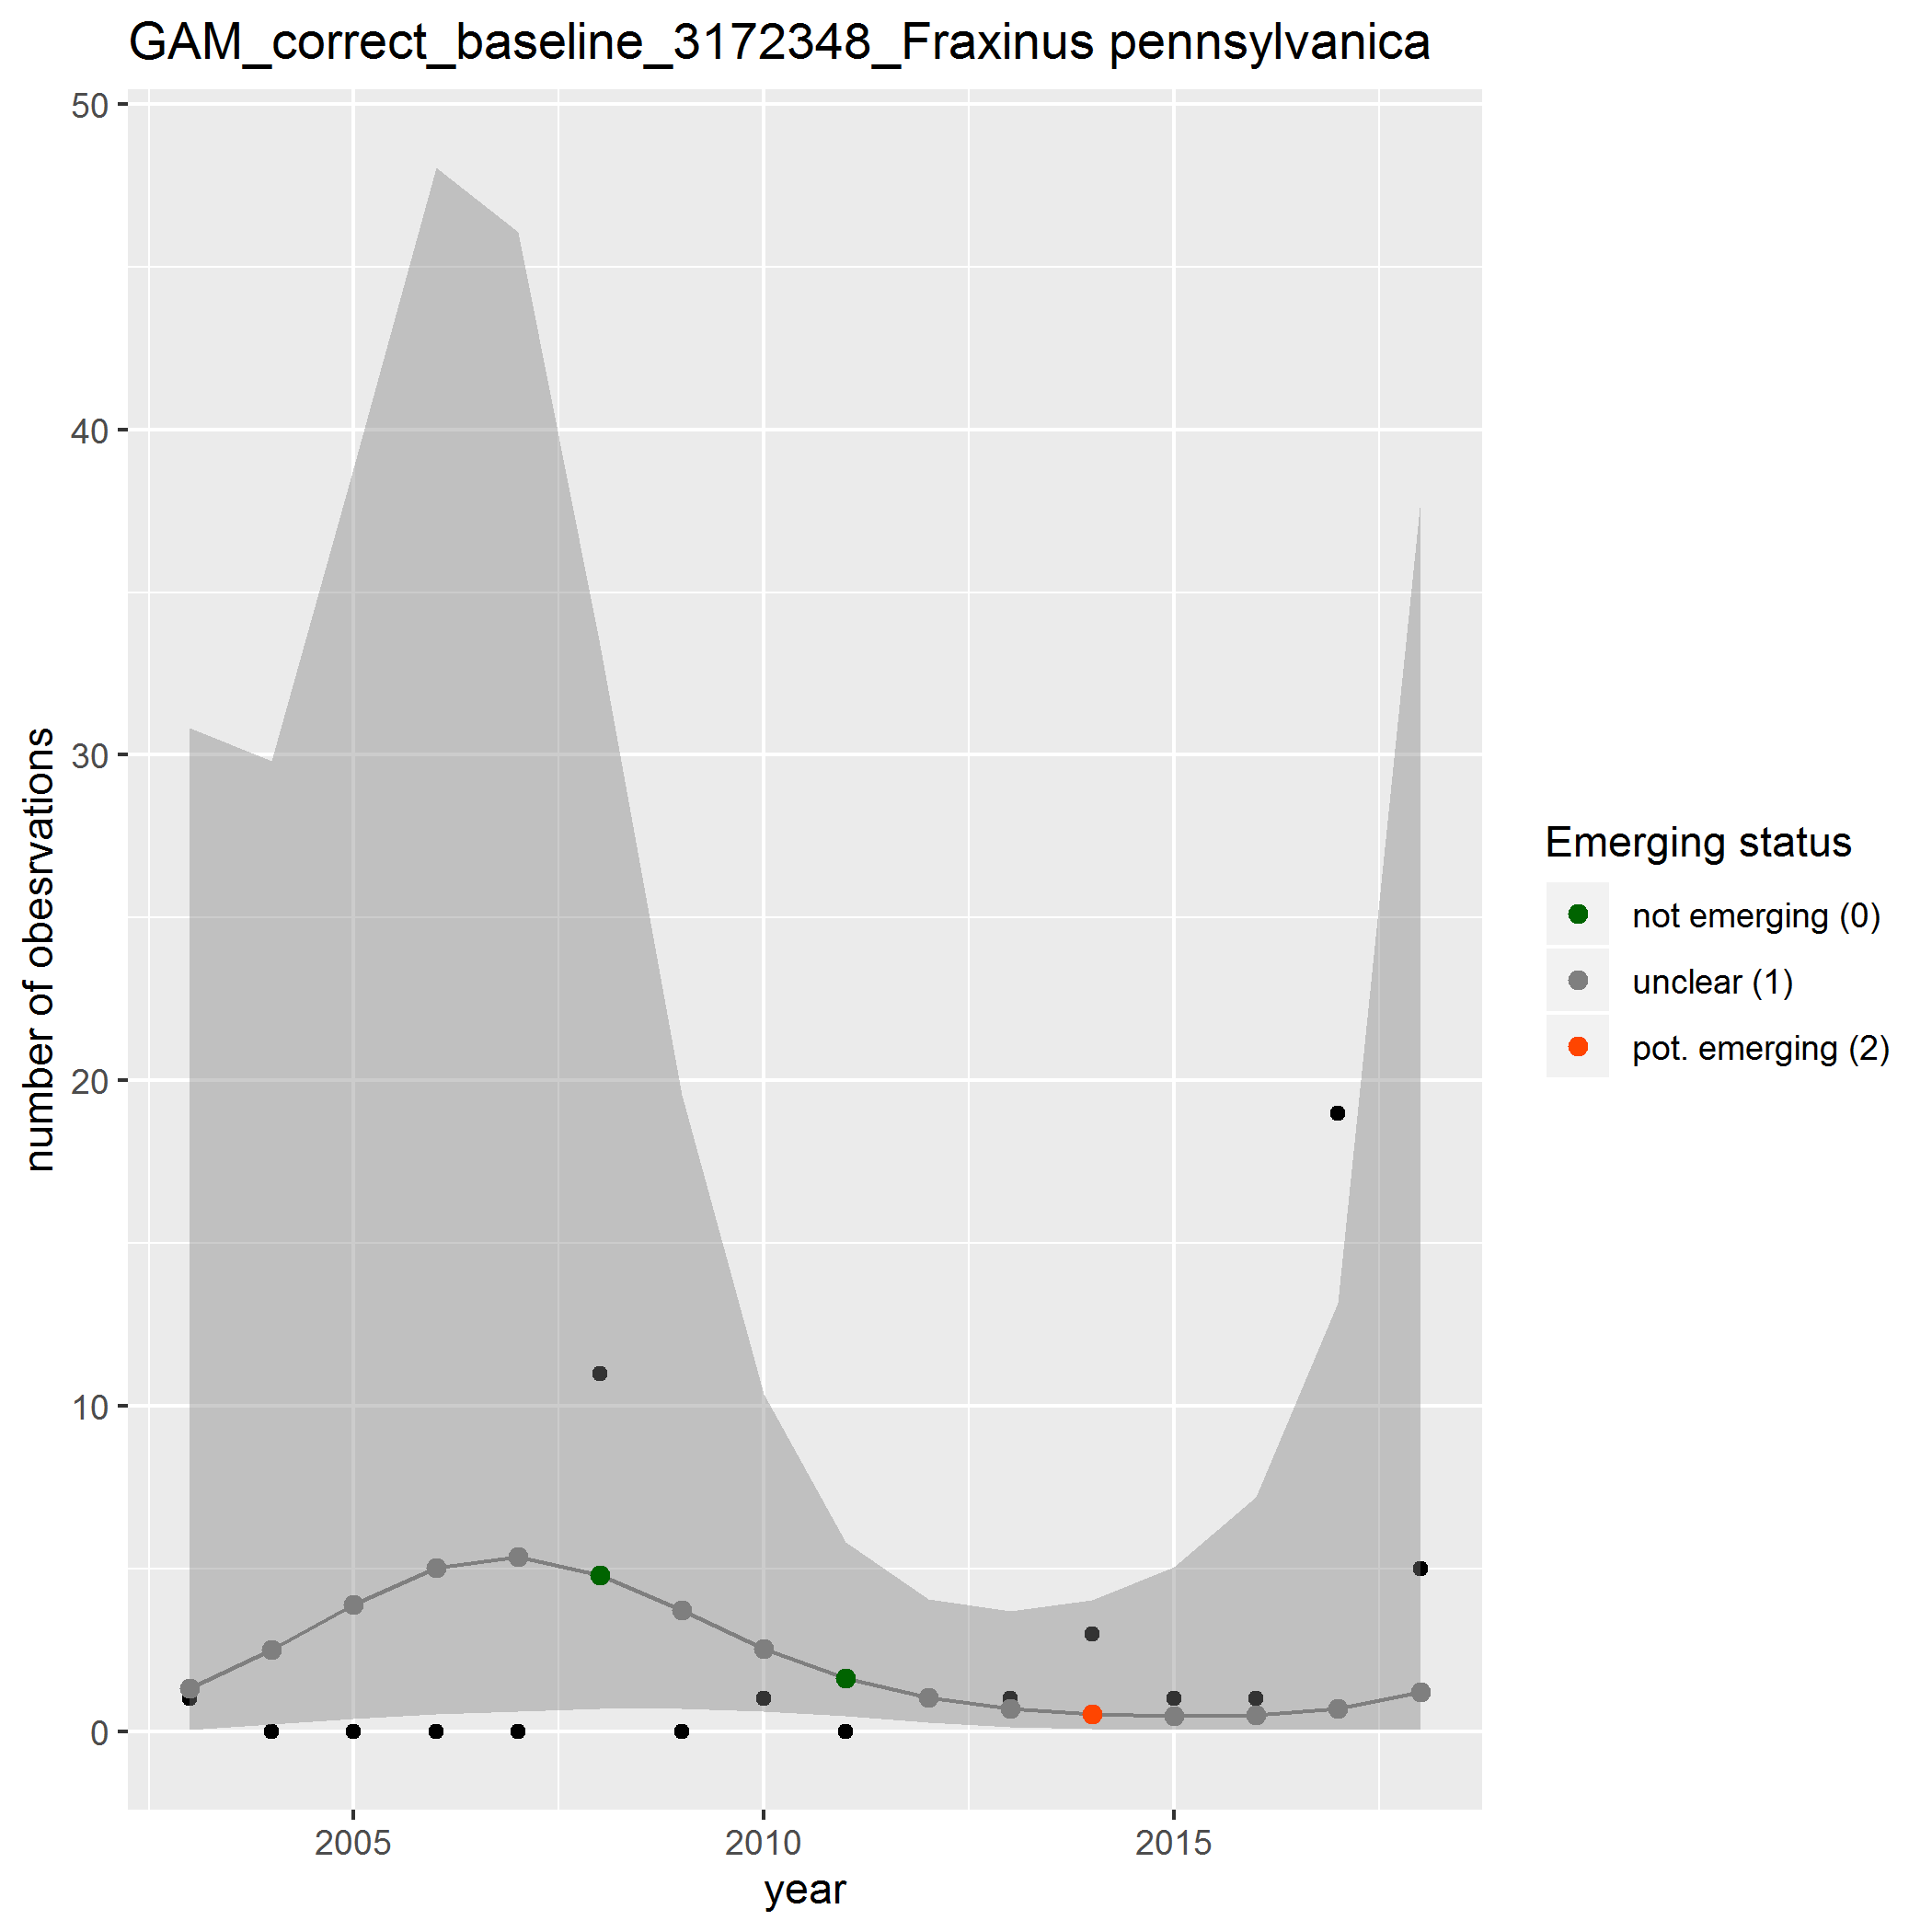 GAM_correct_baseline_3172348_Fraxinus pennsylvanica
50
40
30
20
10
0
number of obesrvations
2005
2010
2015
year
Emerging status
not emerging (0)
unclear (1)
pot. emerging (2)